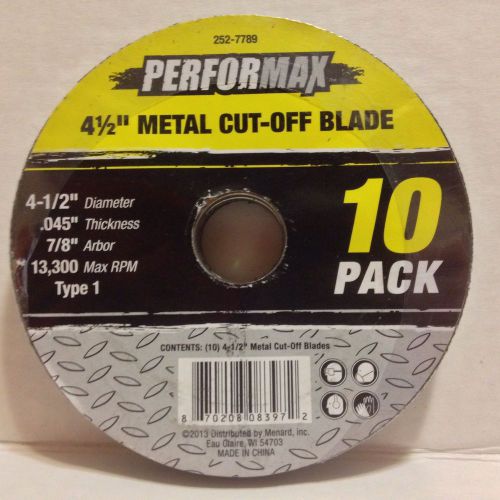 252-7789
PERFORMAX
4½" METAL CUT-OFF BLADE
4-1/2" Diameter
.045" Thickness
7/8" Arbor
13,300 Max RPM
Type 1
10
PACK
CONTENTS: (10) 4-1/2" Metal Cut-Off Blades
8 70208 08397 2
©2013 Distributed by Menard, Inc.
Eau Claire, WI 54703
MADE IN CHINA